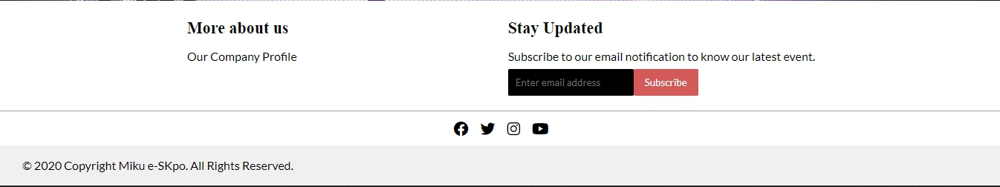 More about us
Our Company Profile
Stay Updated
Subscribe to our email notification to know our latest event.
Enter email address
Subscribe
© 2020 Copyright Miku e-SKpo. All Rights Reserved.